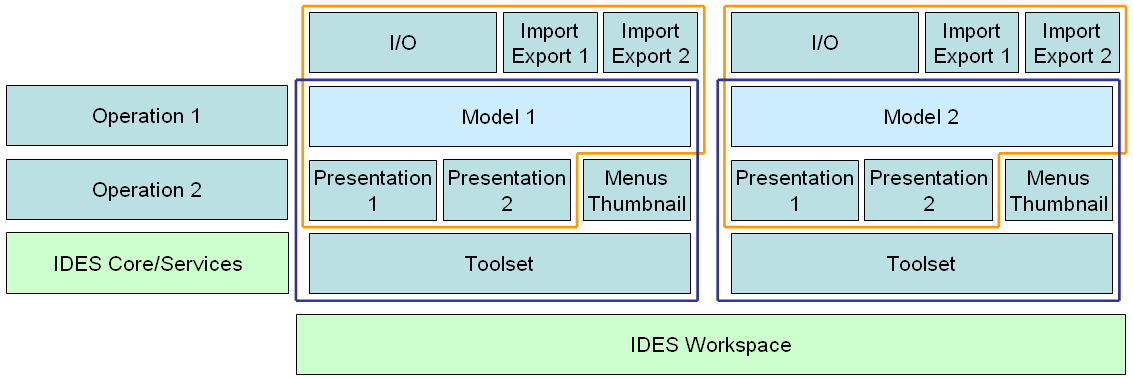 I/O
Import
Export 1
Import
Export 2
I/O
Import
Export 1
Import
Export 2
Operation 1
Model 1
Model 2
Operation 2
Presentation
1
Presentation
2
Menus
Thumbnail
Presentation
1
Presentation
2
Menus
Thumbnail
IDES Core/Services
Toolset
Toolset
IDES Workspace